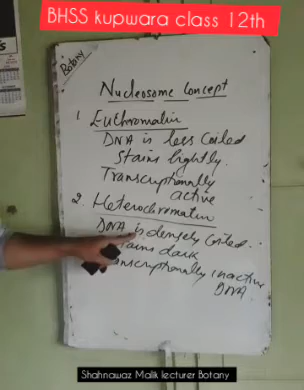 BHSS kupwara class 12th
Botany
Nucleosome Concept
1. Euchromatin
DNA is less coiled
stains lightly.
Transcriptionally
active
2. Heterochromatin
DNA is densely coiled.
stains dark
Transcriptionally inactive
DNA.
Shahnawaz Malik lecturer Botany